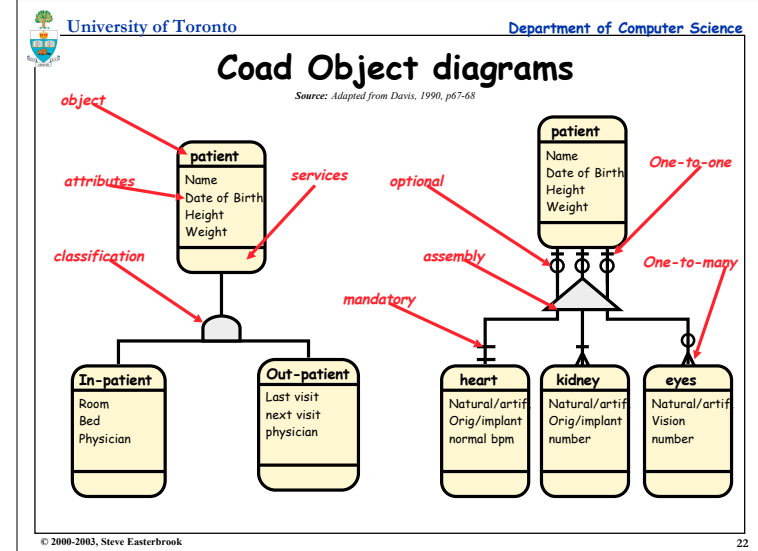 University of Toronto
Department of Computer Science
Coad Object diagrams
Source: Adapted from Davis, 1990, p67-68
object
attributes
services
classification
patient
Name
Date of Birth
Height
Weight
In-patient
Room
Bed
Physician
Out-patient
Last visit
next visit
physician
optional
One-to-one
assembly
One-to-many
mandatory
patient
Name
Date of Birth
Height
Weight
heart
Natural/artif.
Orig/implant
normal bpm
kidney
Natural/artif.
Orig/implant
number
eyes
Natural/artif.
Vision
number
© 2000-2003, Steve Easterbrook
22